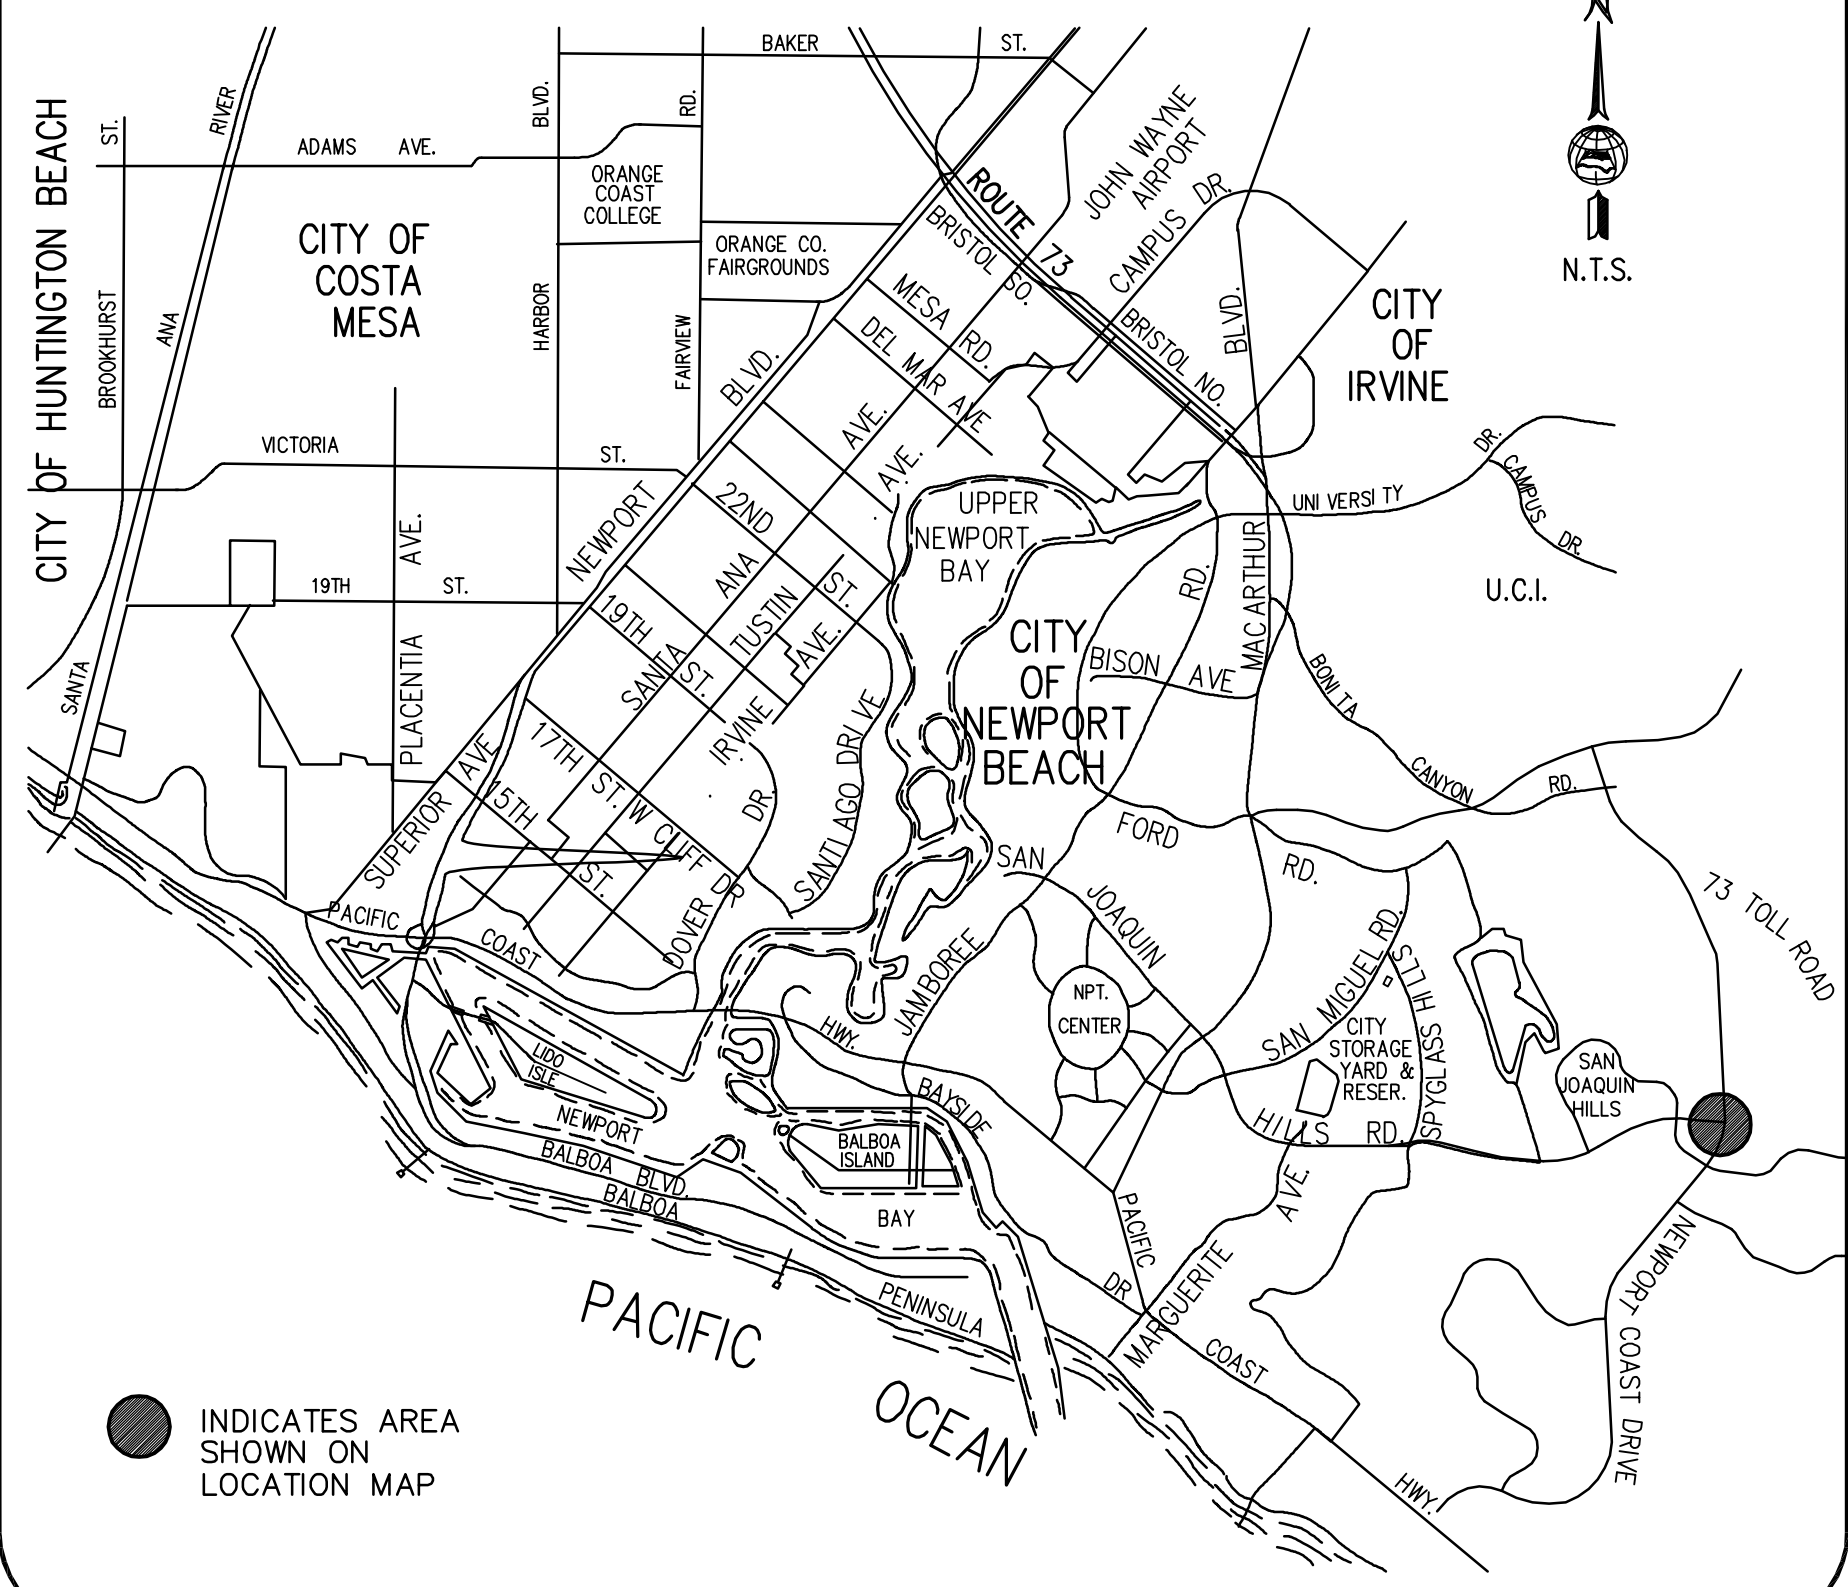 N
N.T.S.
CITY OF HUNTINGTON BEACH
BROOKHURST ST.
SANTA ANA RIVER
ADAMS AVE.
BAKER ST.
HARBOR BLVD.
FAIRVIEW RD.
ORANGE
COAST
COLLEGE
ORANGE CO.
FAIRGROUNDS
CITY OF
COSTA
MESA
JOHN WAYNE
AIRPORT
ROUTE 73
BRISTOL SO.
BRISTOL NO.
CAMPUS DR.
MESA RD.
DEL MAR AVE
CITY
OF
IRVINE
VICTORIA ST.
NEWPORT BLVD.
22ND ST.
SANTA ANA AVE.
TUSTIN AVE.
IRVINE AVE.
19TH ST.
19TH ST.
PLACENTIA AVE.
UPPER
NEWPORT
BAY
UNIVERSITY DR.
CAMPUS DR.
U.C.I.
MAC ARTHUR BLVD.
CITY
OF
NEWPORT
BEACH
BISON AVE
BONITA CANYON RD.
17TH ST.
W CLIFF DR
15TH ST.
SUPERIOR AVE.
DOVER DR.
SANTIAGO DRIVE
JAMBOREE RD.
FORD RD.
SAN JOAQUIN HILLS RD.
73 TOLL ROAD
PACIFIC COAST HWY.
NPT.
CENTER
SAN MIGUEL RD.
SPYGLASS HILLS
CITY
STORAGE
YARD &
RESER.
SAN
JOAQUIN
HILLS
LIDO
ISLE
NEWPORT
BALBOA BLVD.
BALBOA
BALBOA
ISLAND
BAY
BAYSIDE DR
PENINSULA
MARGUERITE AVE.
PACIFIC COAST HWY.
NEWPORT COAST DRIVE
PACIFIC
OCEAN
INDICATES AREA
SHOWN ON
LOCATION MAP